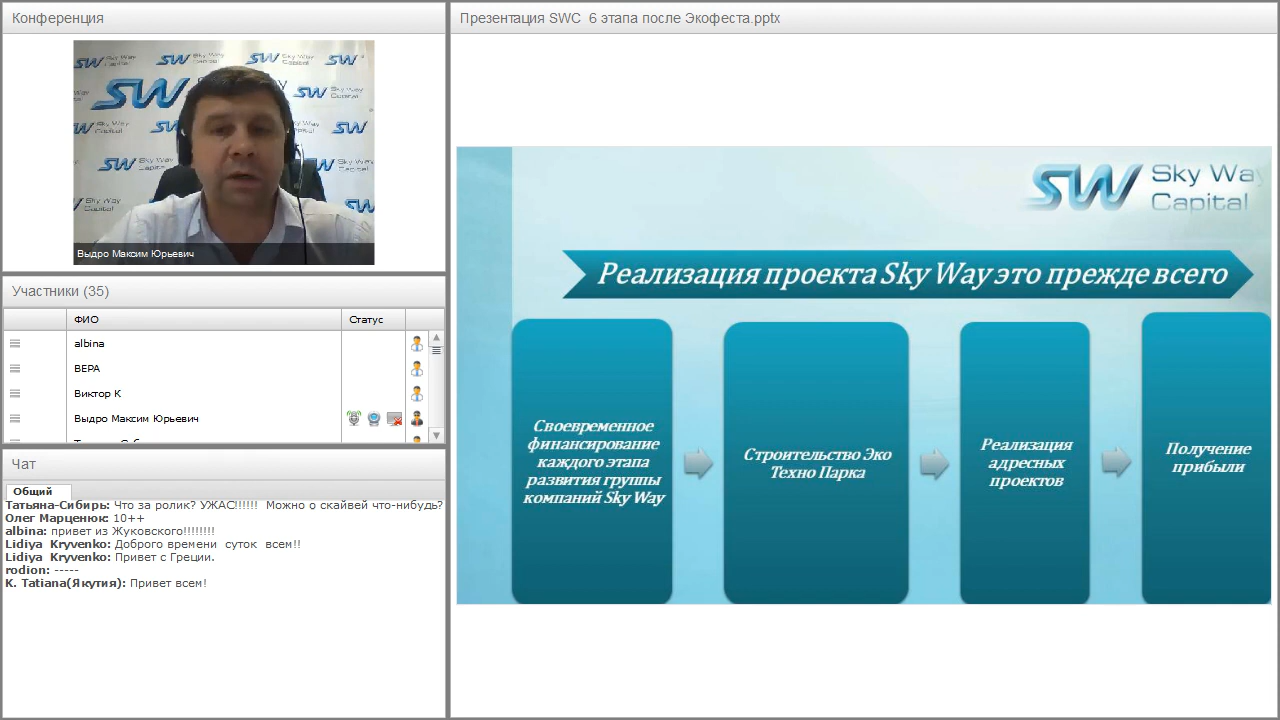 Конференция
SW Sky Way
Capital
Выдро Максим Юрьевич
Участники (35)
ФИО Статус
albina
ВЕРА
Виктор К
Выдро Максим Юрьевич
Чат
Общий
Татьяна-Сибирь: Что за ролик? УЖАС!!!!!! Можно о скайвей что-нибудь?
Олег Марценюк: 10++
albina: привет из Жуковского!!!!!!!!
Lidiya Kryvenko: Доброго времени суток всем!!
Lidiya Kryvenko: Привет с Греции.
rodion: -----
К. Tatiana(Якутия): Привет всем!
Презентация SWC 6 этапа после Экофеста.pptx
SW Sky Way
Capital
Реализация проекта Sky Way это прежде всего
Своевременное
финансирование
каждого этапа
развития группы
компаний Sky Way
Строительство Эко
Техно Парка
Реализация
адресных
проектов
Получение
прибыли